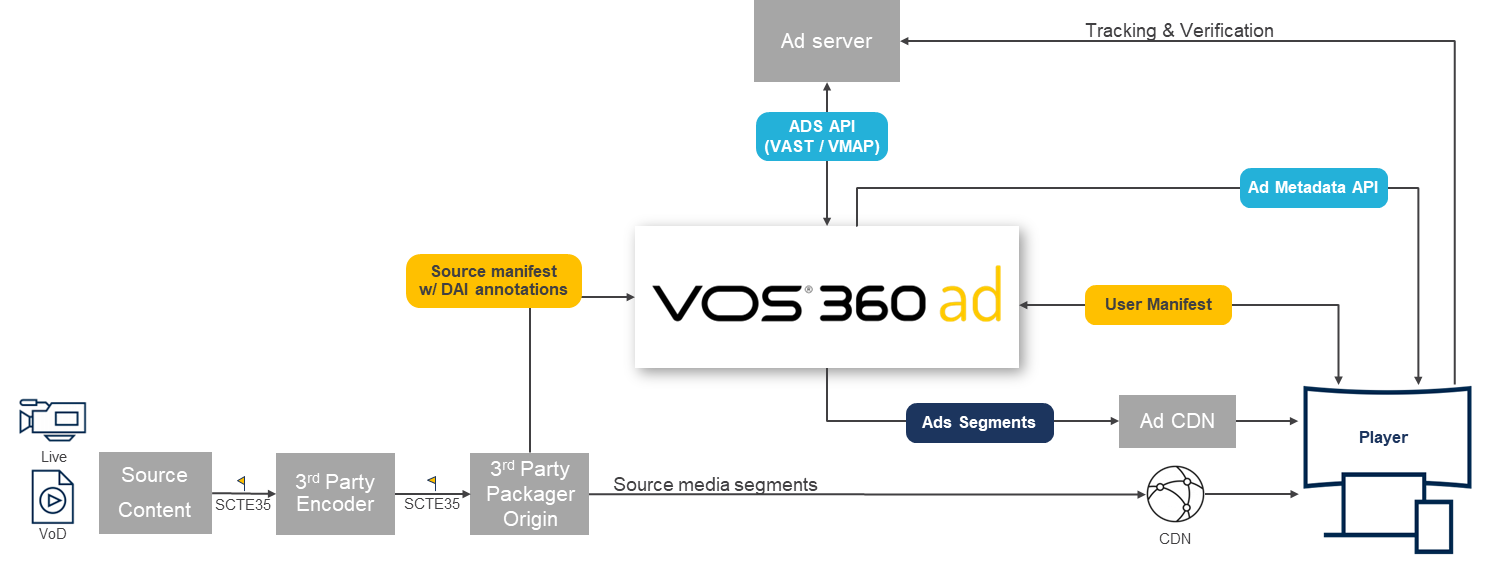 Ad server
Tracking & Verification
ADS API
(VAST / VMAP)
Ad Metadata API
Source manifest
w/ DAI annotations
VOS® 360 ad
User Manifest
Ads Segments
Ad CDN
Player
Live
Source
Content
SCTE35
3rd Party
Encoder
SCTE35
3rd Party
Packager
Origin
Source media segments
CDN
VoD